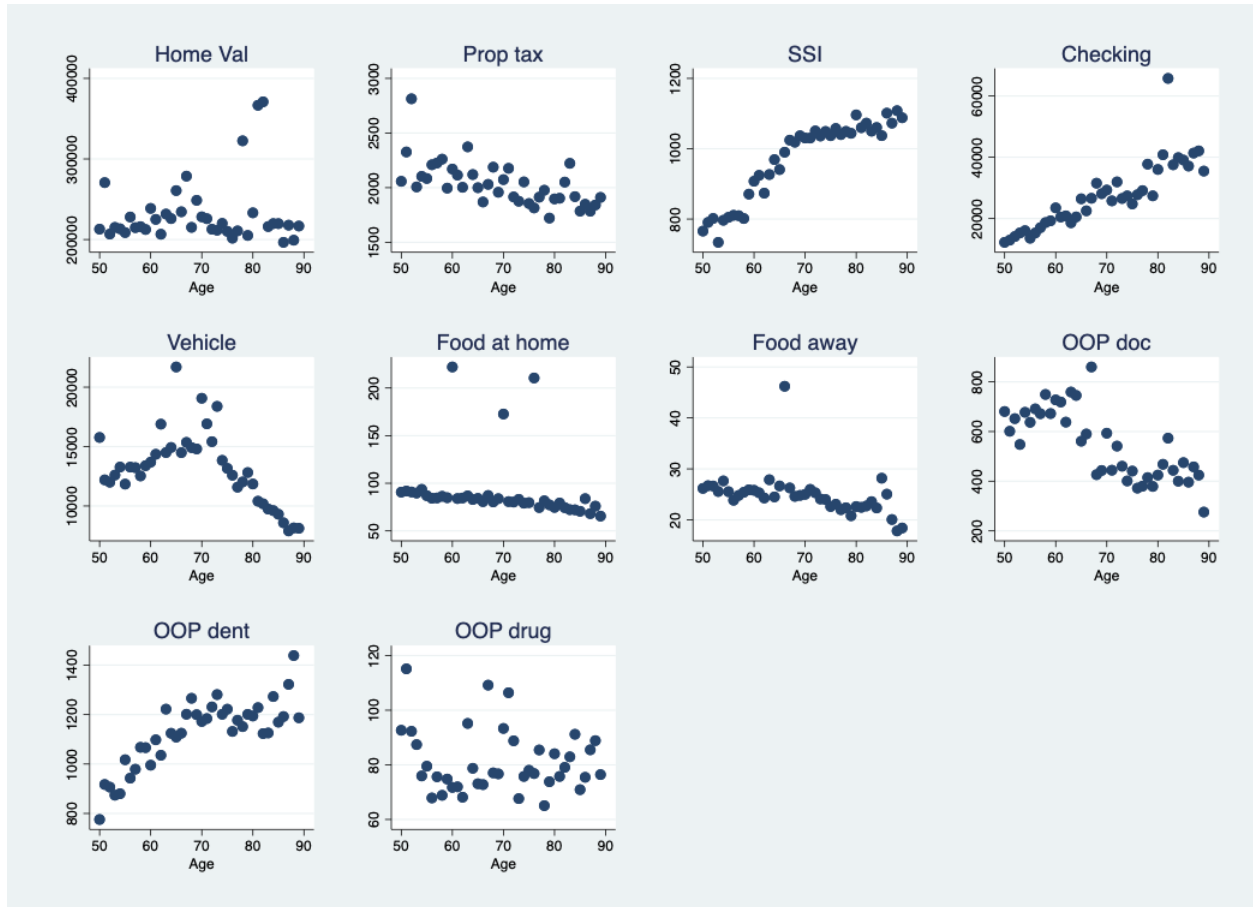 Home Val
400000
300000
200000
50 60 70 80 90
Age
Prop tax
3000
2500
2000
1500
50 60 70 80 90
Age
SSI
1200
1000
800
50 60 70 80 90
Age
Checking
60000
40000
20000
50 60 70 80 90
Age
Vehicle
20000
15000
10000
50 60 70 80 90
Age
Food at home
200
150
100
50
50 60 70 80 90
Age
Food away
50
40
30
20
50 60 70 80 90
Age
OOP doc
800
600
400
200
50 60 70 80 90
Age
OOP dent
1400
1200
1000
800
50 60 70 80 90
Age
OOP drug
120
100
80
60
50 60 70 80 90
Age